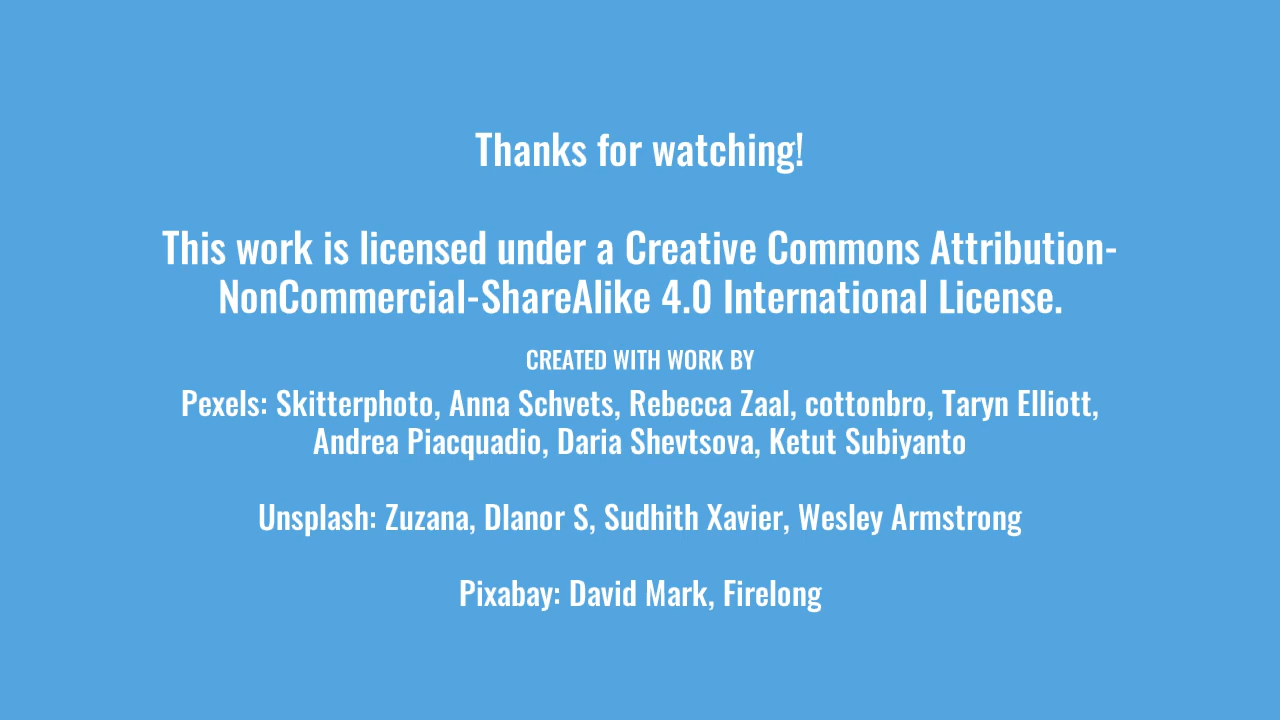 Thanks for watching!
This work is licensed under a Creative Commons Attribution-
NonCommercial-ShareAlike 4.0 International License.
CREATED WITH WORK BY
Pexels: Skitterphoto, Anna Schvets, Rebecca Zaal, cottonbro, Taryn Elliott,
Andrea Piacquadio, Daria Shevtsova, Ketut Subiyanto
Unsplash: Zuzana, Dlanor S, Sudhith Xavier, Wesley Armstrong
Pixabay: David Mark, Firelong